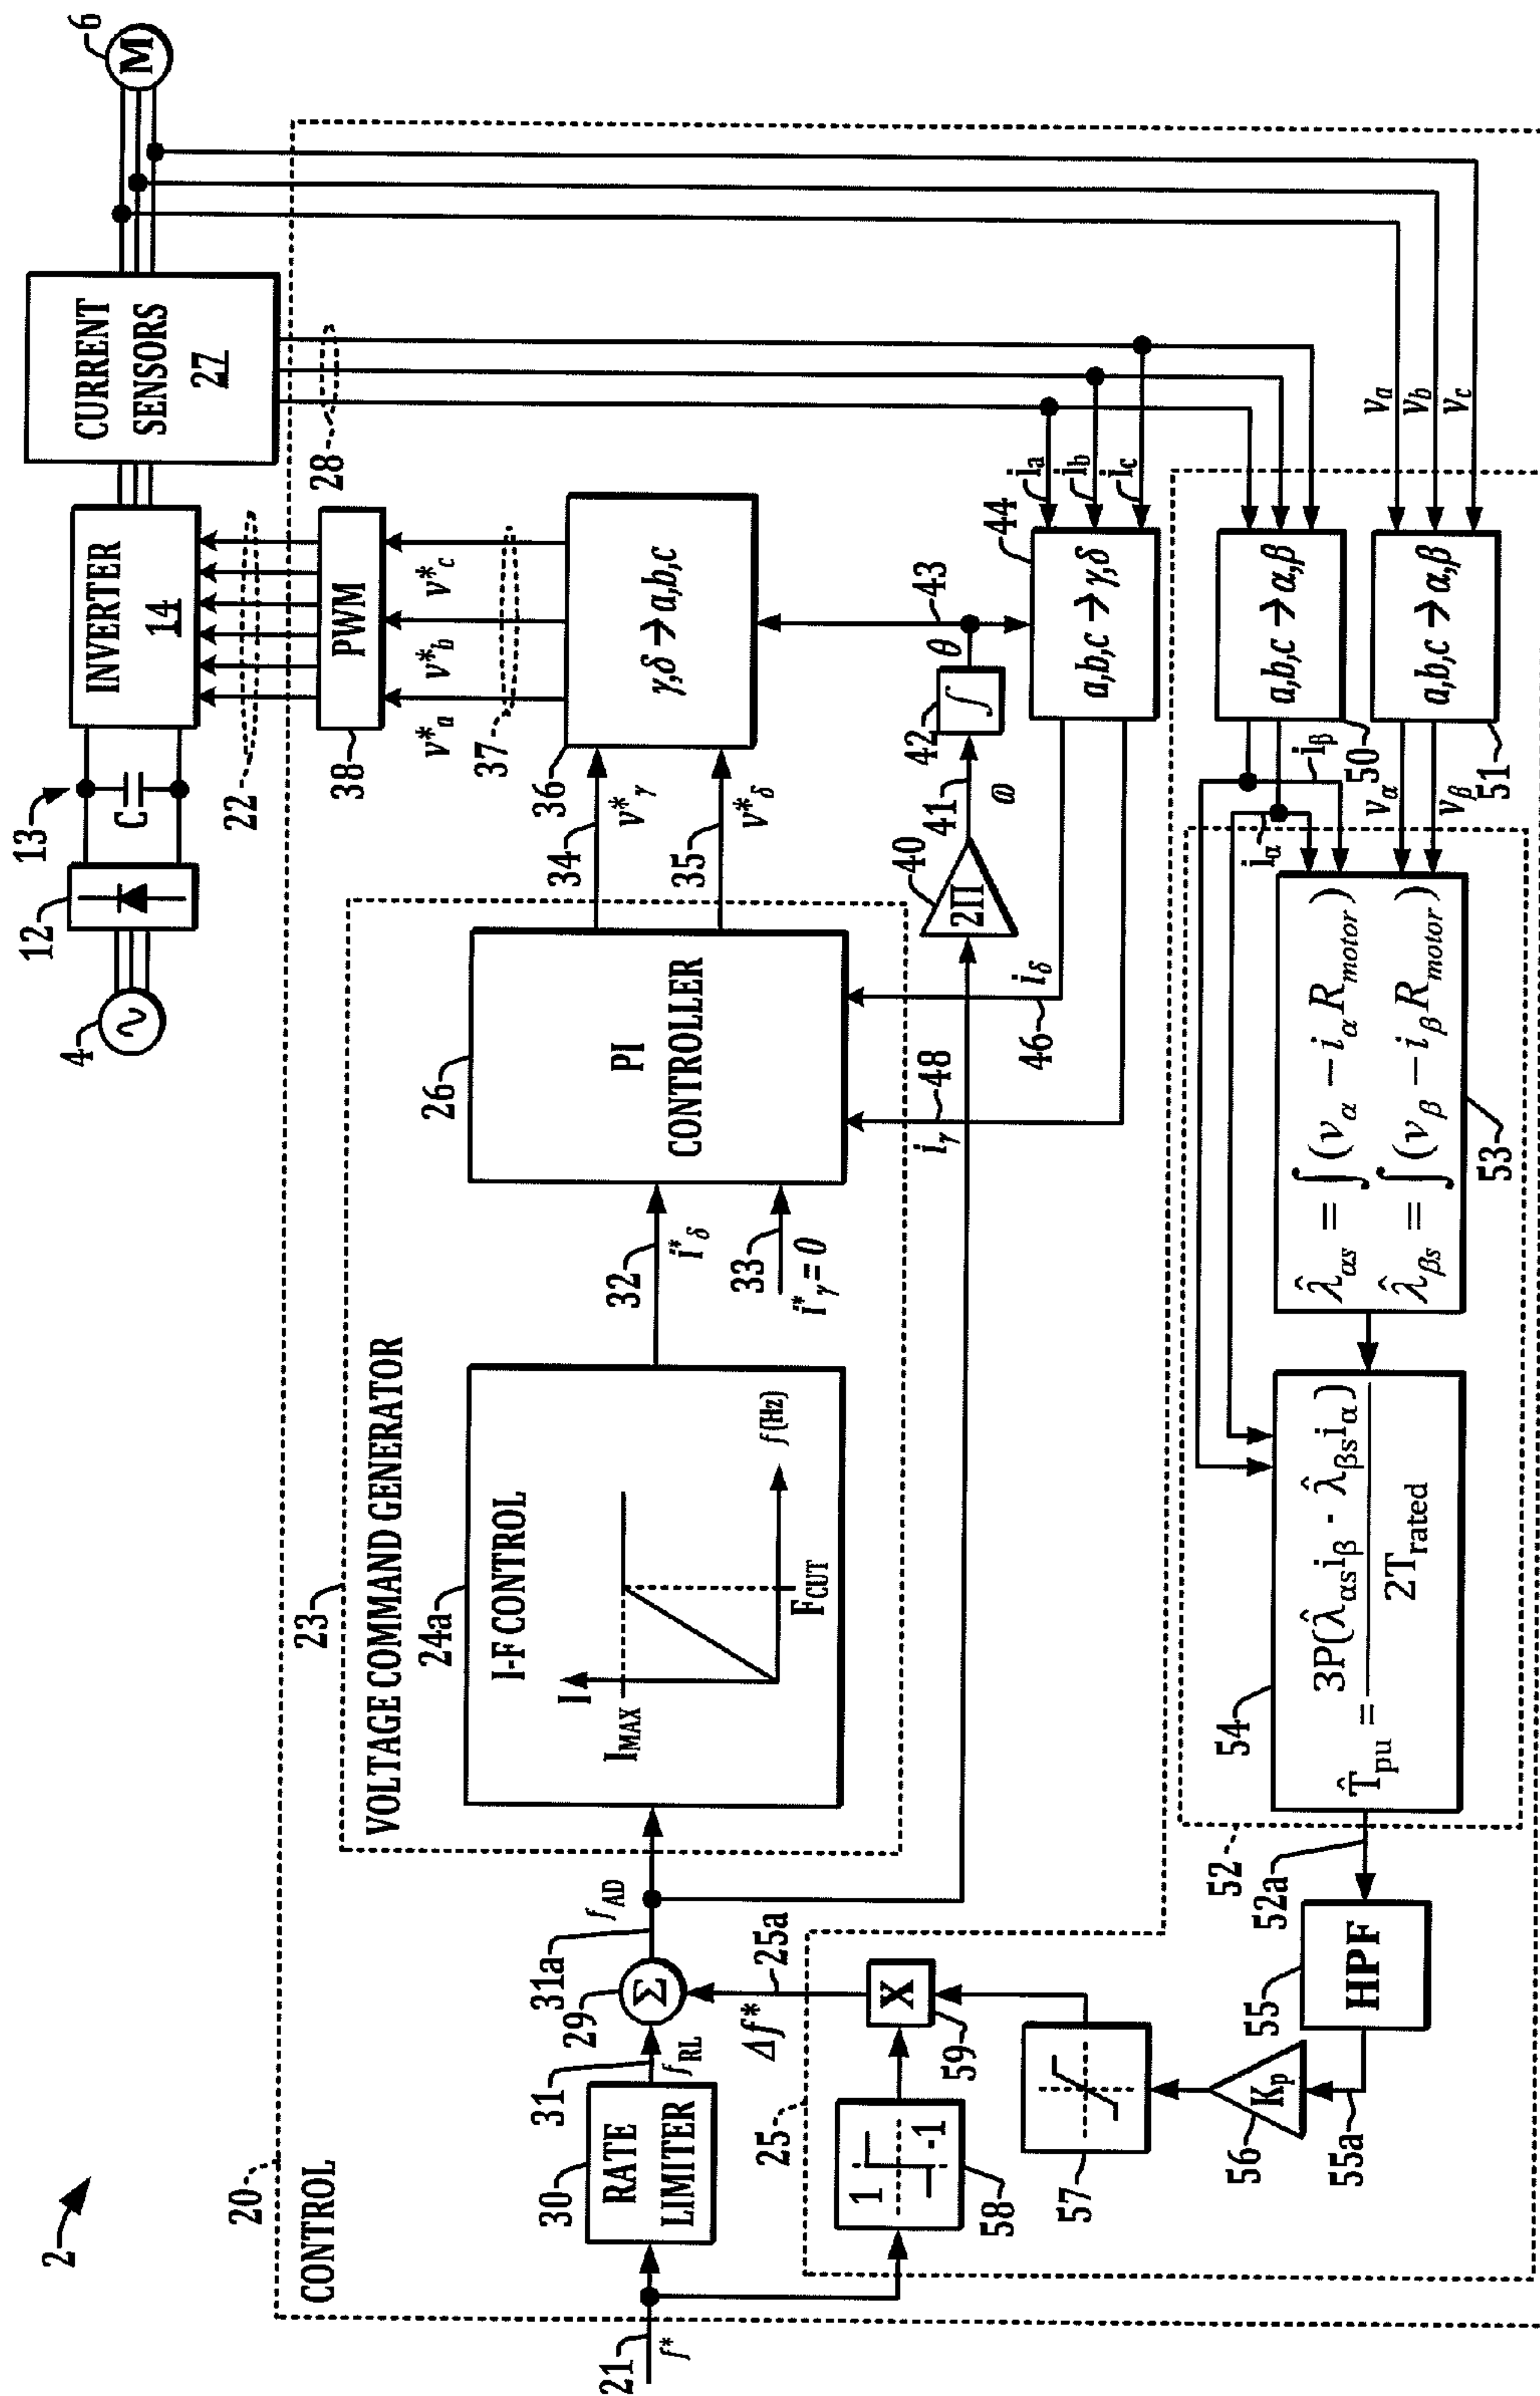 2
4
12
13
C
INVERTER
14
22
CURRENT
SENSORS
27
M
6
28
20
CONTROL
23
VOLTAGE COMMAND GENERATOR
24a
I-F CONTROL
I
I_MAX
F_CUT
f(Hz)
32
i*_δ
33
i*_γ = 0
26
PI
CONTROLLER
34
v*_γ
35
v*_δ
36
γ,δ → a,b,c
37
v*_a
v*_b
v*_c
38
PWM
21
f*
30
RATE
LIMITER
31
f_RL
29
Σ
31a
f_AD
Δf*
25a
25
1
-1
58
X
59
57
56
K_p
55a
55
HPF
52a
52
i_γ
48
46
i_δ
40
2Π
41
ω
42
∫
θ
43
44
a,b,c → γ,δ
i_a
i_b
i_c
54
T̂_pu = 3P(λ̂_αs i_β - λ̂_βs i_α) / 2T_rated
λ̂_αs = ∫(v_α − i_α R_motor)
λ̂_βs = ∫(v_β − i_β R_motor)
53
i_α
i_β
v_α
v_β
a,b,c → α,β
50
a,b,c → α,β
51
v_a
v_b
v_c